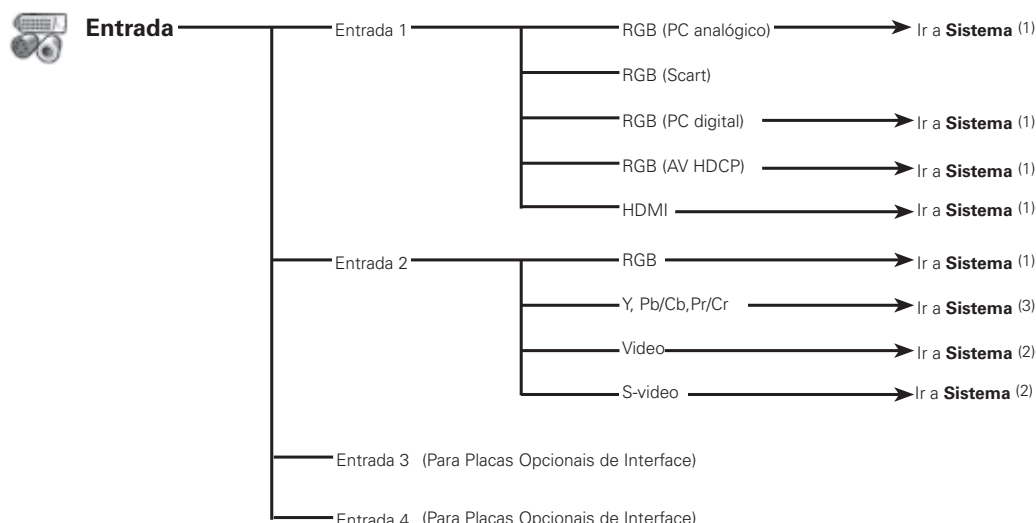 Entrada
Entrada 1
RGB (PC analógico) Ir a Sistema (1)
RGB (Scart)
RGB (PC digital) Ir a Sistema (1)
RGB (AV HDCP) Ir a Sistema (1)
HDMI Ir a Sistema (1)
Entrada 2
RGB Ir a Sistema (1)
Y, Pb/Cb,Pr/Cr Ir a Sistema (3)
Video Ir a Sistema (2)
S-video Ir a Sistema (2)
Entrada 3 (Para Placas Opcionais de Interface)
Entrada 4 (Para Placas Opcionais de Interface)